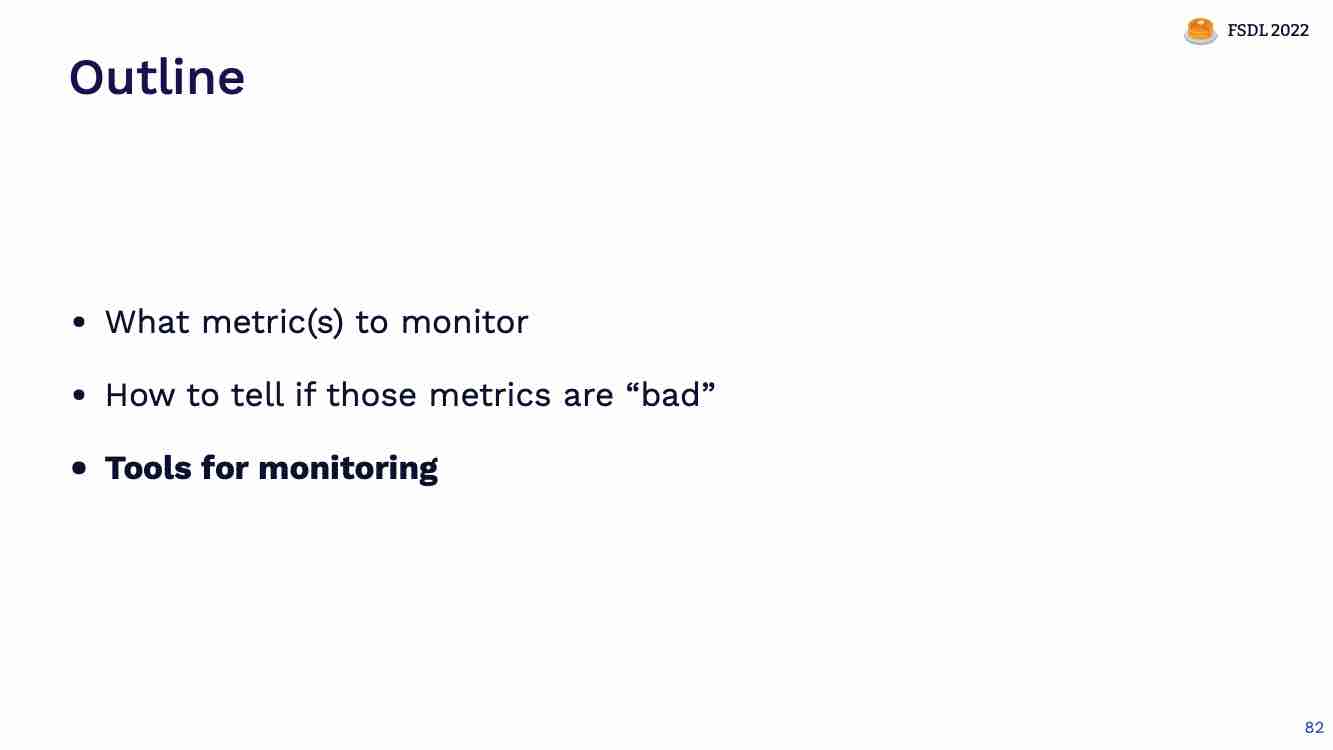 FSDL 2022
Outline
• What metric(s) to monitor
• How to tell if those metrics are “bad”
• Tools for monitoring
82